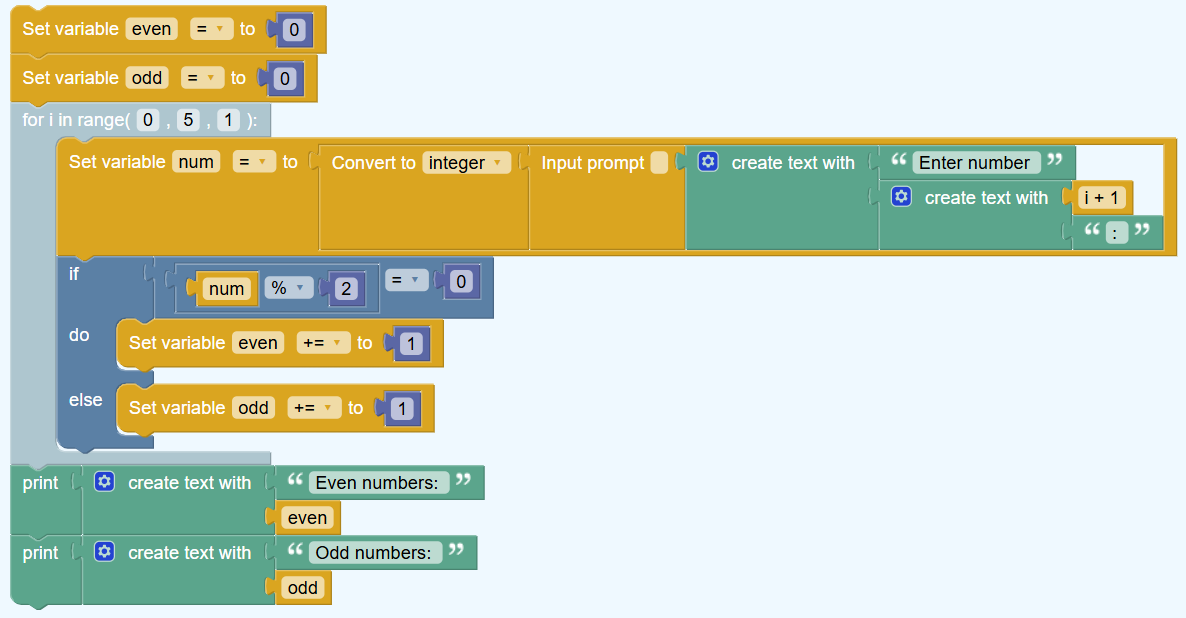 Set variable even = to 0
Set variable odd = to 0
for i in range( 0 , 5 , 1 ):
Set variable num = to Convert to integer Input prompt create text with “ Enter number ”
create text with i + 1
“ : ”
if num % 2 = 0
do Set variable even += to 1
else Set variable odd += to 1
print create text with “ Even numbers: ”
even
print create text with “ Odd numbers: ”
odd